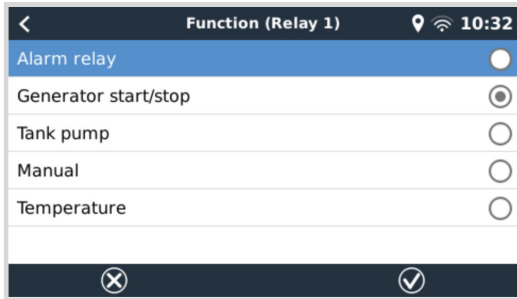 Function (Relay 1) 10:32
Alarm relay
Generator start/stop
Tank pump
Manual
Temperature